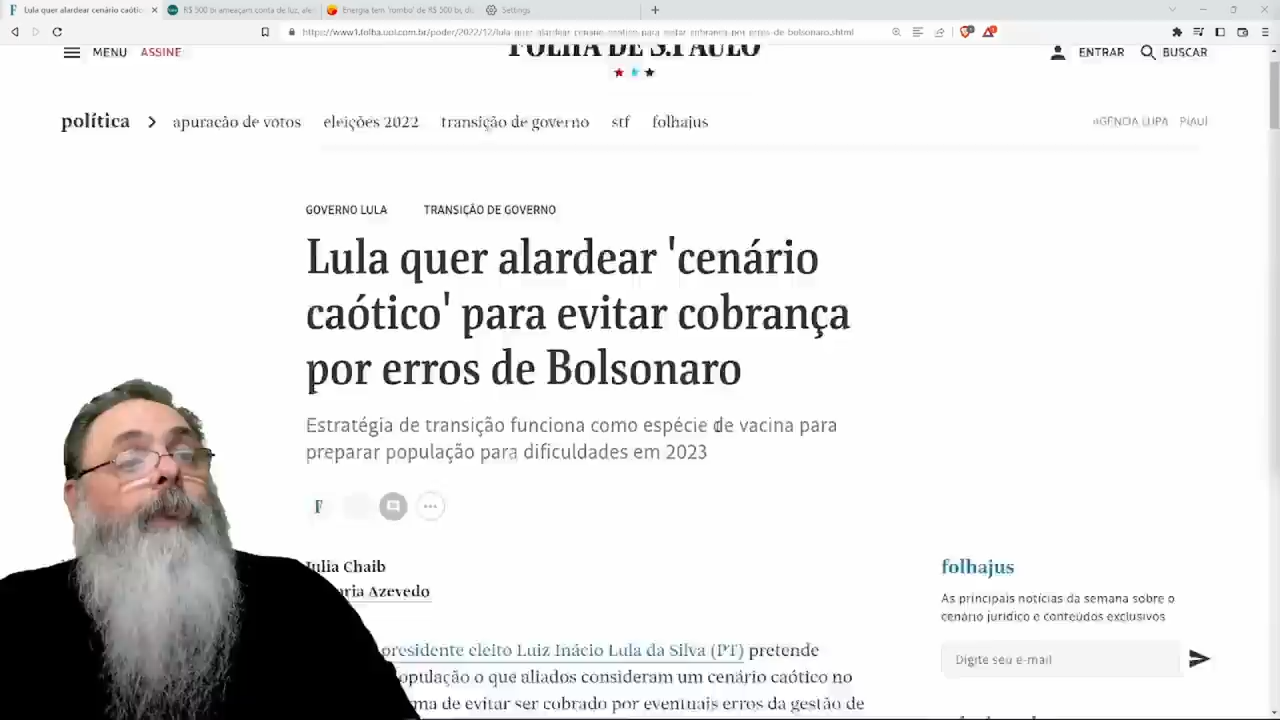 Lula quer alardear 'cenário caótic
R$ 500 bi ameaçam conta de luz, ale
Energia tem 'rombo' de R$ 500 bi, di
Settings
https://www1.folha.uol.com.br/poder/2022/12/lula-quer-alardear-cenario-caotico-para-evitar-cobranca-por-erros-de-bolsonaro.shtml
MENU
ASSINE
FOLHA DE S.PAULO
ENTRAR
BUSCAR
política
apuração de votos
eleições 2022
transição de governo
stf
folhajus
AGÊNCIA LUPA
PIAUÍ
GOVERNO LULA
TRANSIÇÃO DE GOVERNO
Lula quer alardear 'cenário
caótico' para evitar cobrança
por erros de Bolsonaro
Estratégia de transição funciona como espécie de vacina para
preparar população para dificuldades em 2023
F
Julia Chaib
Azevedo
presidente eleito Luiz Inácio Lula da Silva (PT) pretende
opulação o que aliados consideram um cenário caótico no
ma de evitar ser cobrado por eventuais erros da gestão de
folhajus
As principais notícias da semana sobre o
cenário jurídico e conteúdos exclusivos
Digite seu e-mail